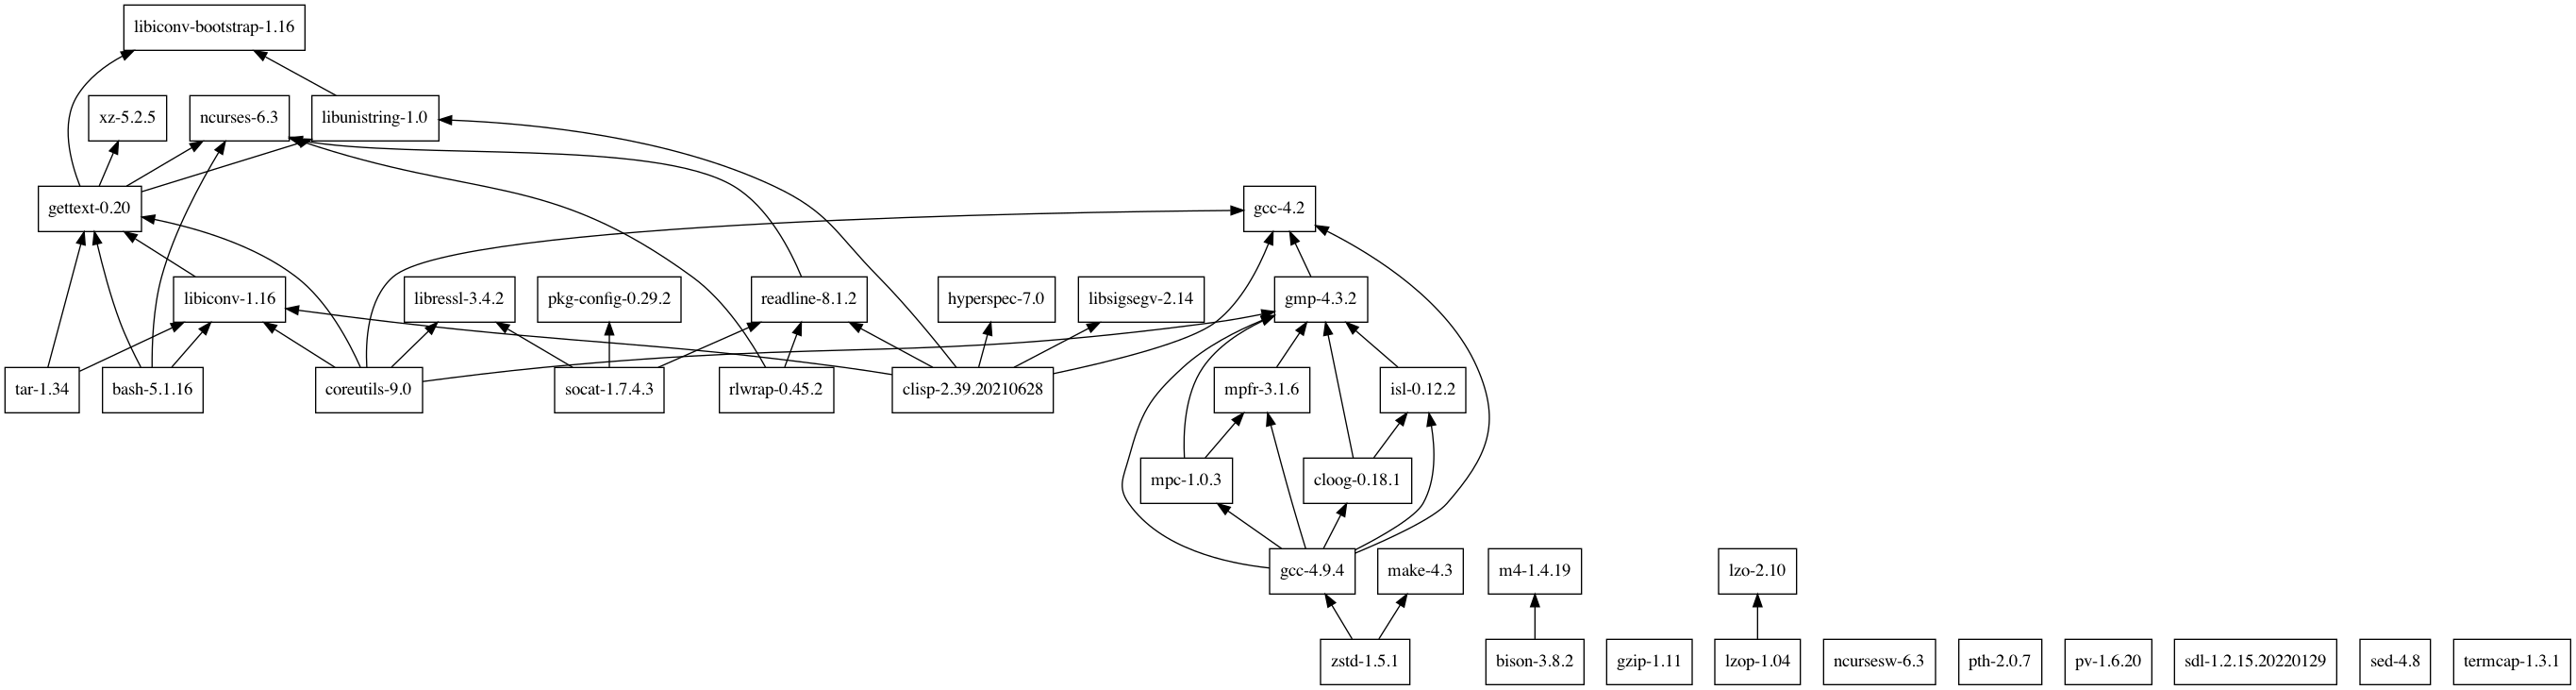 libiconv-bootstrap-1.16
xz-5.2.5
ncurses-6.3
libunistring-1.0
gettext-0.20
gcc-4.2
libiconv-1.16
libressl-3.4.2
pkg-config-0.29.2
readline-8.1.2
hyperspec-7.0
libsigsegv-2.14
gmp-4.3.2
tar-1.34
bash-5.1.16
coreutils-9.0
socat-1.7.4.3
rlwrap-0.45.2
clisp-2.39.20210628
mpfr-3.1.6
isl-0.12.2
mpc-1.0.3
cloog-0.18.1
gcc-4.9.4
make-4.3
m4-1.4.19
lzo-2.10
zstd-1.5.1
bison-3.8.2
gzip-1.11
lzop-1.04
ncursesw-6.3
pth-2.0.7
pv-1.6.20
sdl-1.2.15.20220129
sed-4.8
termcap-1.3.1